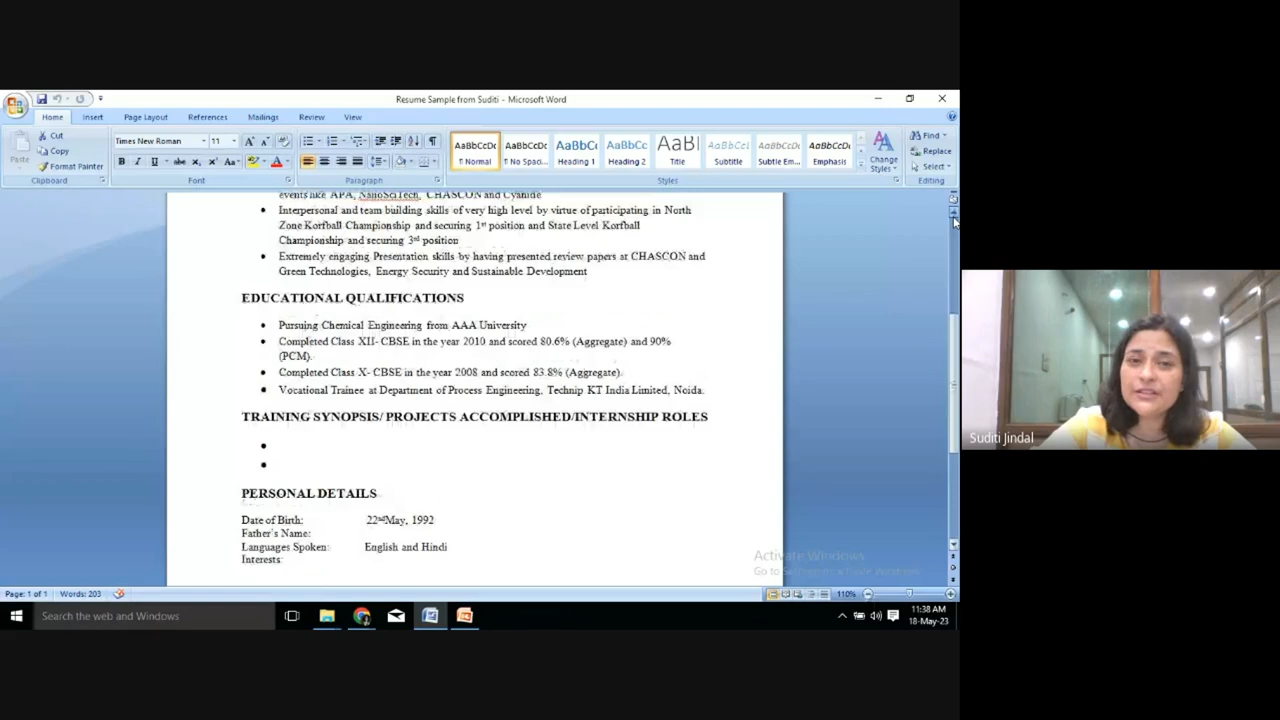 Resume Sample from Suditi - Microsoft Word
Home Insert Page Layout References Mailings Review View
Paste
Cut
Copy
Format Painter
Clipboard
Times New Roman 11
Font
Paragraph
AaBbCcDc AaBbCcDc AaBbCc AaBbCc AaBl AaBbCcl AaBbCcDc AaBbCcDc
¶ Normal ¶ No Spaci... Heading 1 Heading 2 Title Subtitle Subtle Em... Emphasis
Change
Styles
Styles
Find
Replace
Select
Editing
events like APA, NanoSciTech, CHASCON and Cyanide
• Interpersonal and team building skills of very high level by virtue of participating in North
Zone Korfball Championship and securing 1st position and State Level Korfball
Championship and securing 3rd position
• Extremely engaging Presentation skills by having presented review papers at CHASCON and
Green Technologies, Energy Security and Sustainable Development
EDUCATIONAL QUALIFICATIONS
• Pursuing Chemical Engineering from AAA University
• Completed Class XII- CBSE in the year 2010 and scored 80.6% (Aggregate) and 90%
(PCM).
• Completed Class X- CBSE in the year 2008 and scored 83.8% (Aggregate).
• Vocational Trainee at Department of Process Engineering, Technip KT India Limited, Noida.
TRAINING SYNOPSIS/ PROJECTS ACCOMPLISHED/INTERNSHIP ROLES
•
•
PERSONAL DETAILS
Date of Birth: 22ndMay, 1992
Father's Name:
Languages Spoken: English and Hindi
Interests:
Activate Windows
Go to Settings to activate Windows.
Page: 1 of 1 Words: 203 110%
Search the web and Windows
11:38 AM
18-May-23
Suditi Jindal